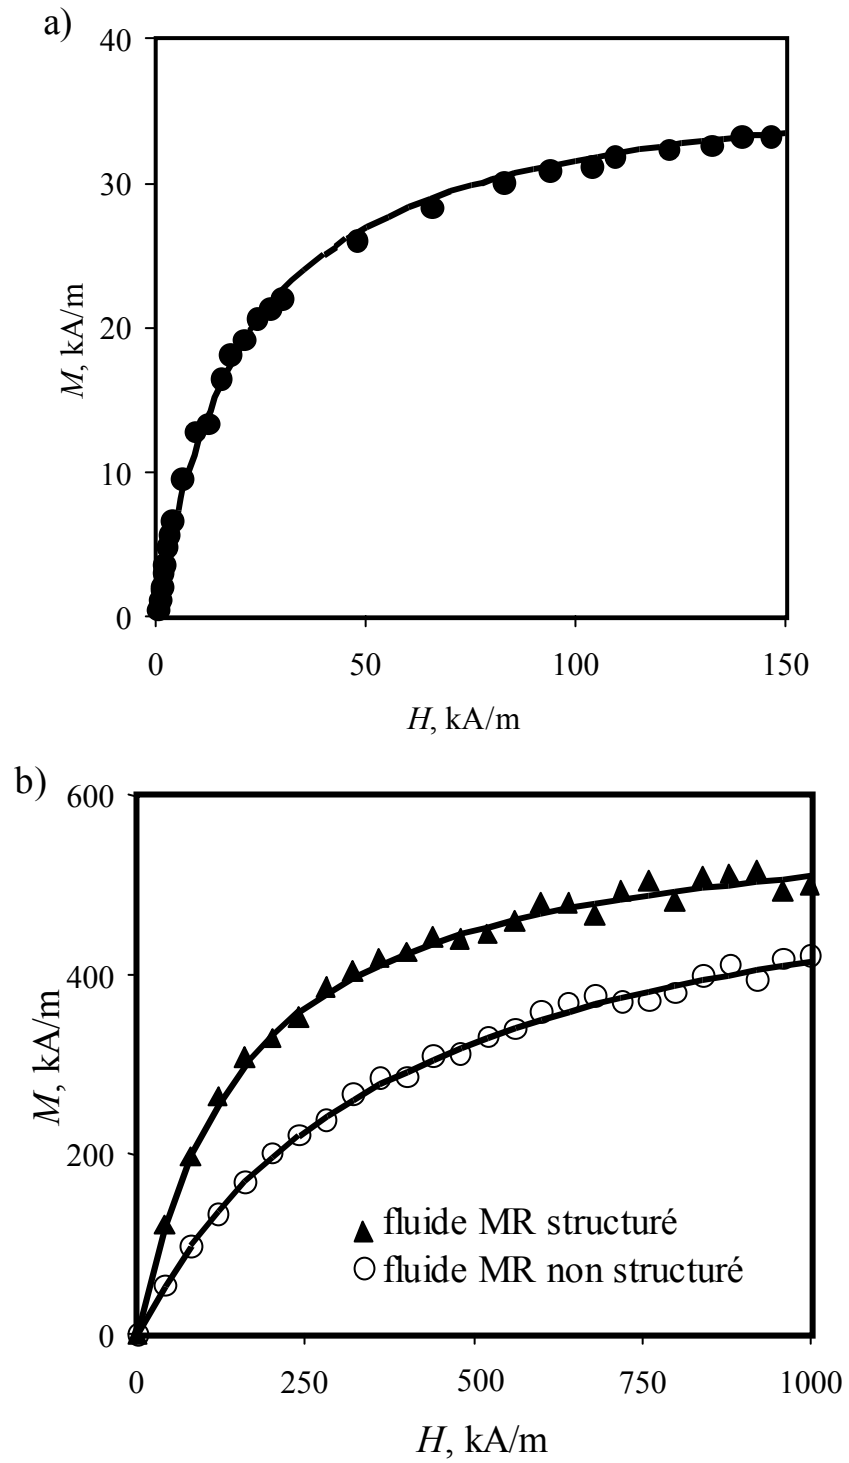 a)
40
30
20
10
0
M, kA/m
0 50 100 150
H, kA/m
b)
600
400
200
0
M, kA/m
fluide MR structuré
fluide MR non structuré
0 250 500 750 1000
H, kA/m